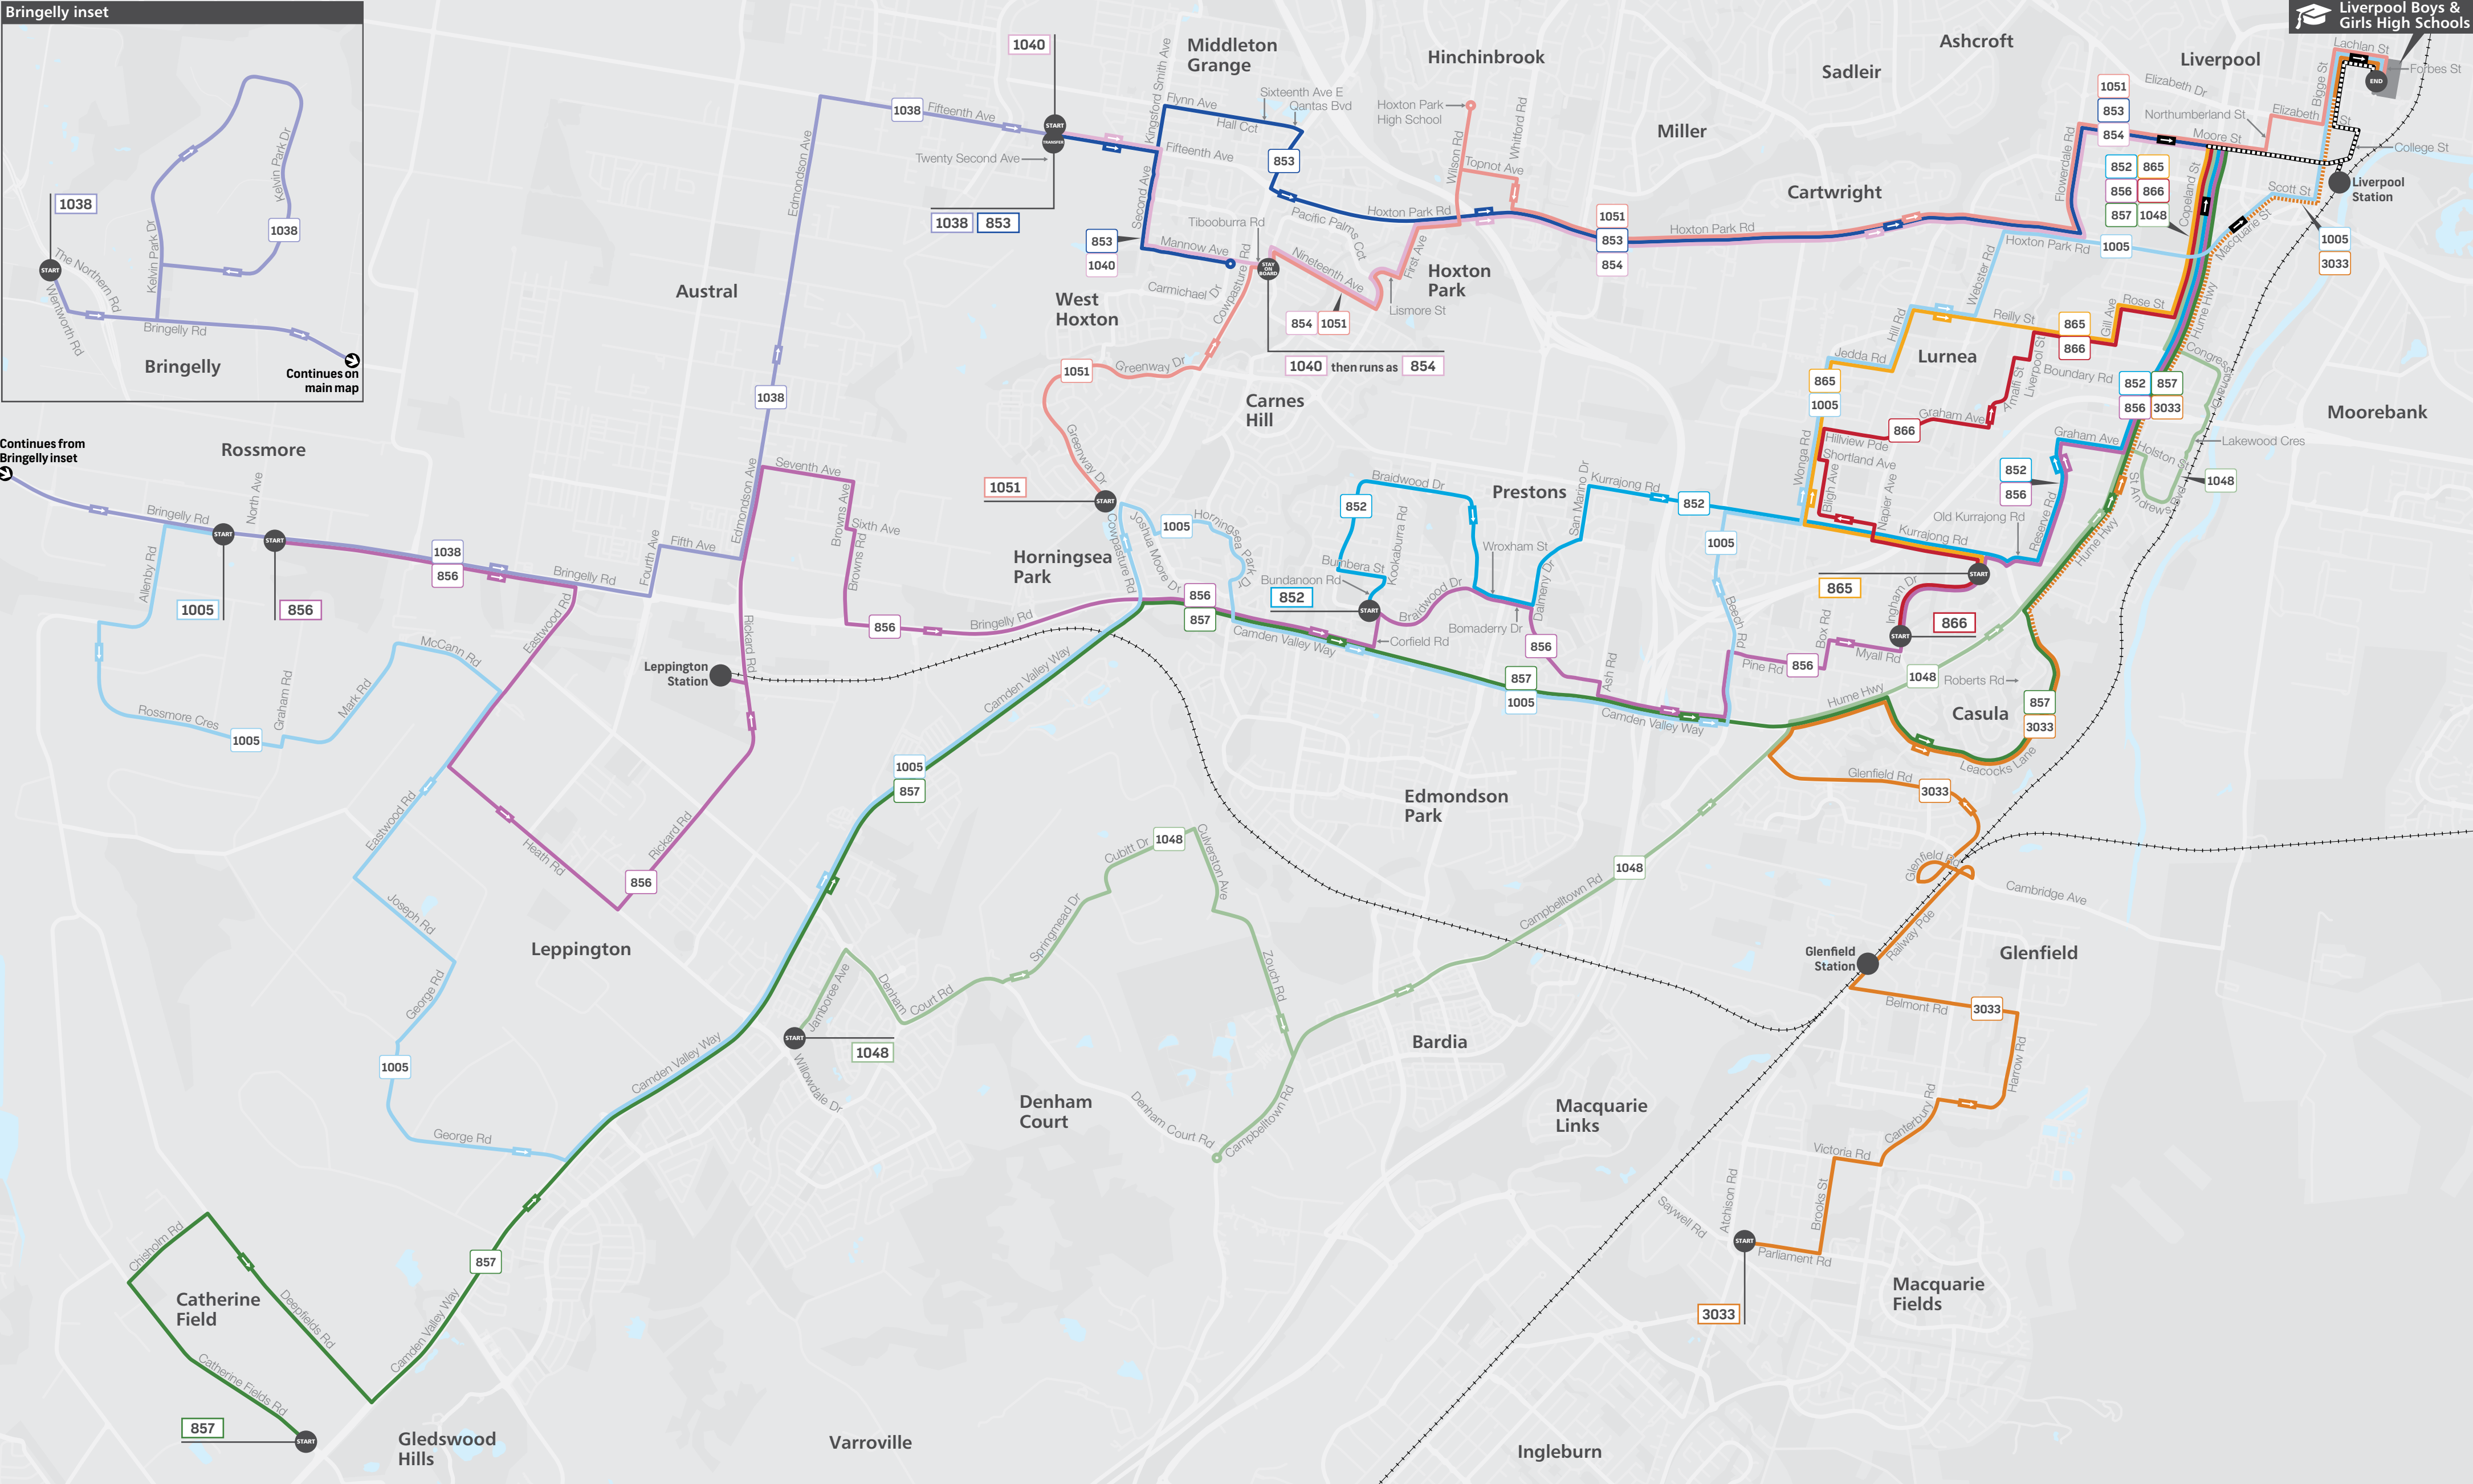 Bringelly inset
1038
START
The Northern Rd
Wentworth Rd
Kelvin Park Dr
Kelvin Park Dr
1038
Bringelly Rd
Bringelly
Continues on
main map
Continues from
Bringelly inset
Rossmore
North Ave
Bringelly Rd
Allenby Rd
START
START
1005
856
1038
856
Bringelly Rd
Eastwood Rd
McCann Rd
Mark Rd
Graham Rd
Rossmore Cres
1005
Eastwood Rd
Joseph Rd
George Rd
1005
George Rd
Heath Rd
856
Rickard Rd
Leppington
Leppington
Station
Rickard Rd
Fourth Ave
Fifth Ave
Edmondson Ave
1038
Edmondson Ave
Austral
Seventh Ave
Browns Ave
Sixth Ave
Browns Rd
856
Bringelly Rd
1038
Fifteenth Ave
1040
START
TRANSFER
Twenty Second Ave
1038
853
Middleton
Grange
Kingsford Smith Ave
Flynn Ave
Hall Cct
Sixteenth Ave E
Qantas Bvd
Fifteenth Ave
Second Ave
853
853
1040
Mannow Ave
Tibooburra Rd
Pacific Palms Cct
STAY
ON
BOARD
Nineteenth Ave
854
1051
1040 then runs as 854
Carmichael Dr
Cowpasture Rd
West
Hoxton
Greenway Dr
1051
Greenway Dr
1051
START
Carnes
Hill
Hinchinbrook
Hoxton Park
High School
Wilson Rd
Whitford Rd
Topnot Ave
Hoxton Park Rd
First Ave
Lismore St
Hoxton
Park
1051
853
854
Hoxton Park Rd
Miller
Sadleir
Cartwright
Ashcroft
Liverpool
Liverpool Boys &
Girls High Schools
Lachlan St
Forbes St
END
Bigge St
1051
853
854
Elizabeth Dr
Northumberland St
Elizabeth
St
Moore St
College St
Flowerdale Rd
852
865
856
866
857
1048
Copeland St
Scott St
Liverpool
Station
Macquarie St
1005
3033
Hoxton Park Rd
1005
Webster Rd
Hume Hwy
Hill Rd
Reilly St
865
866
Gill Ave
Rose St
Jedda Rd
Lurnea
Liverpool St
Boundary Rd
Amalfi St
Congressional Dr
852
857
856
3033
Moorebank
865
1005
Wonga Rd
Graham Ave
866
Hillview Pde
Shortland Ave
Bligh Ave
Napier Ave
Graham Ave
Holston St
Lakewood Cres
1048
St Andrews Blvd
852
856
Reserve Rd
Old Kurrajong Rd
Kurrajong Rd
Hume Hwy
START
865
Ingham Dr
866
START
Prestons
Braidwood Dr
852
Kurrajong Rd
852
San Marino Dr
Kookaburra Rd
Bumbera St
Bundanoon Rd
852
START
Wroxham St
Braidwood Dr
Bomaderry Dr
Dalmeny Dr
Corfield Rd
856
Ash Rd
1005
Beech Rd
Pine Rd
856
Box Rd
Myall Rd
Horningsea
Park
Joshua Moore Dr
1005
Horningsea Park Dr
Cowpasture Rd
856
857
Camden Valley Way
857
1005
Camden Valley Way
Camden Valley Way
1005
857
Camden Valley Way
Hume Hwy
1048
Roberts Rd
Casula
857
3033
Leacocks Lane
Glenfield Rd
3033
Glenfield Rd
Cambridge Ave
Edmondson
Park
1048
Campbelltown Rd
Cubitt Dr
1048
Culverston Ave
Springmead Dr
Zouch Rd
Jamboree Ave
Denham
Court Rd
START
1048
Willowdale Dr
Denham
Court
Denham Court Rd
Campbelltown Rd
Bardia
Macquarie
Links
Glenfield
Station
Railway Pde
Glenfield
Belmont Rd
3033
Harrow Rd
Canterbury Rd
Victoria Rd
Brooks St
Atchison Rd
Saywell Rd
START
Parliament Rd
3033
Macquarie
Fields
Chisholm Rd
Catherine
Field
Deepfields Rd
Catherine Fields Rd
857
START
857
Camden Valley Way
Gledswood
Hills
Varroville
Ingleburn